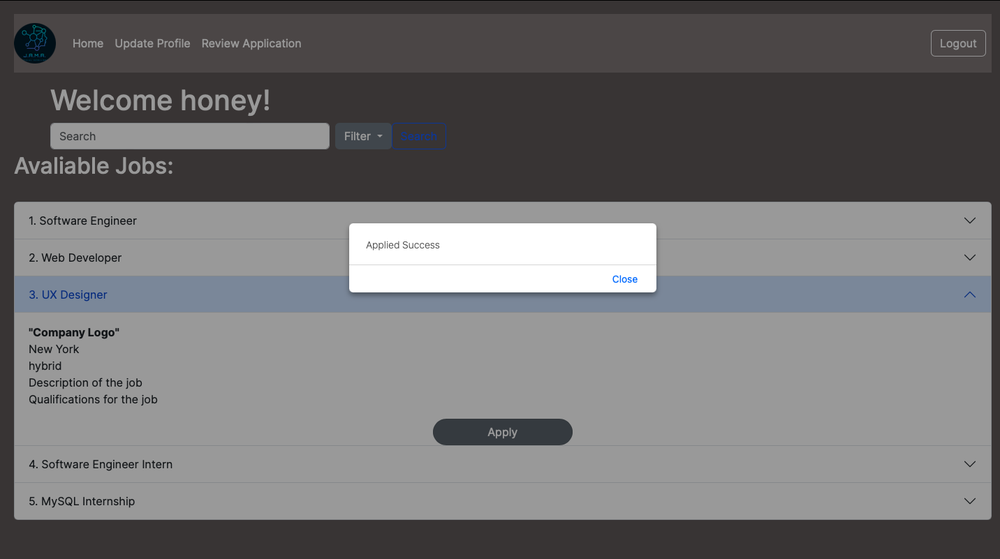 J.A.M.A.
Home Update Profile Review Application Logout
Welcome honey!
Search Filter Search
Avaliable Jobs:
1. Software Engineer
2. Web Developer
3. UX Designer
Applied Success
Close
"Company Logo"
New York
hybrid
Description of the job
Qualifications for the job
Apply
4. Software Engineer Intern
5. MySQL Internship